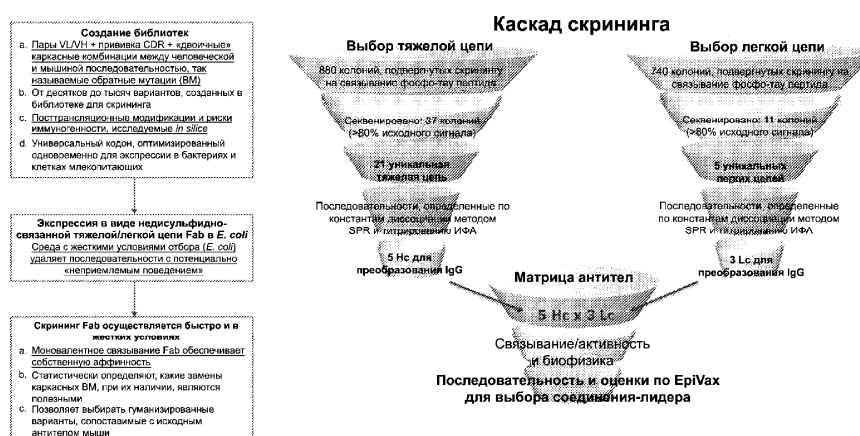 Создание библиотек
a. Пары VL/VH + прививка CDR + «двоичные»
каркасные комбинации между человеческой
и мышиной последовательностью, так
называемые обратные мутации (BM)
b. От десятков до тысяч вариантов, созданных в
библиотеке для скрининга
c. Посттрансляционные модификации и риски
иммуногенности, исследуемые in silice
d. Универсальный кодон, оптимизированный
одновременно для экспрессии в бактериях и
клетках млекопитающих
Экспрессия в виде недисульфидно-
связанной тяжелой/легкой цепи Fab в E. coli
Среда с жесткими условиями отбора (E. coli)
удаляет последовательности с потенциально
«неприемлемым поведением»
Скрининг Fab осуществляется быстро и в
жестких условиях
a. Моновалентное связывание Fab обеспечивает
собственную аффинность
b. Статистически определяют, какие замены
каркасных BM, при их наличии, являются
полезными
c. Позволяет выбирать гуманизированные
варианты, сопоставимые с исходным
антителом мыши
Каскад скрининга
Выбор тяжелой цепи
880 колоний, подвергнутых скринингу
на связывание фосфо-тау пептида
Секвенировано: 37 колоний
(>80% исходного сигнала)
21 уникальная
тяжелая цепь
Последовательности, определенные по
константам диссоциации методом
SPR и титрованию ИФА
5 Hc для
преобразования IgG
Выбор легкой цепи
740 колоний, подвергнутых скринингу на
связывание фосфо-тау пептида
Секвенировано: 11 колоний
(>80% исходного сигнала)
5 уникальных
легких цепей
Последовательности, определенные
по константам диссоциации методом
SPR и титрованию ИФА
3 Lc для
преобразования IgG
Матрица антител
5 Hc x 3 Lc
Связывание/активность
и биофизика
Последовательность и оценки по EpiVax
для выбора соединения-лидера